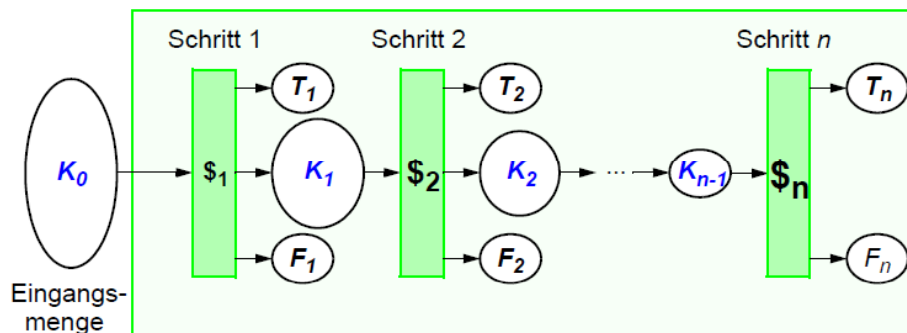 Schritt 1
Schritt 2
Schritt n
T1
T2
Tn
K0
$1
K1
$2
K2
...
Kn-1
$n
F1
F2
Fn
Eingangs-
menge